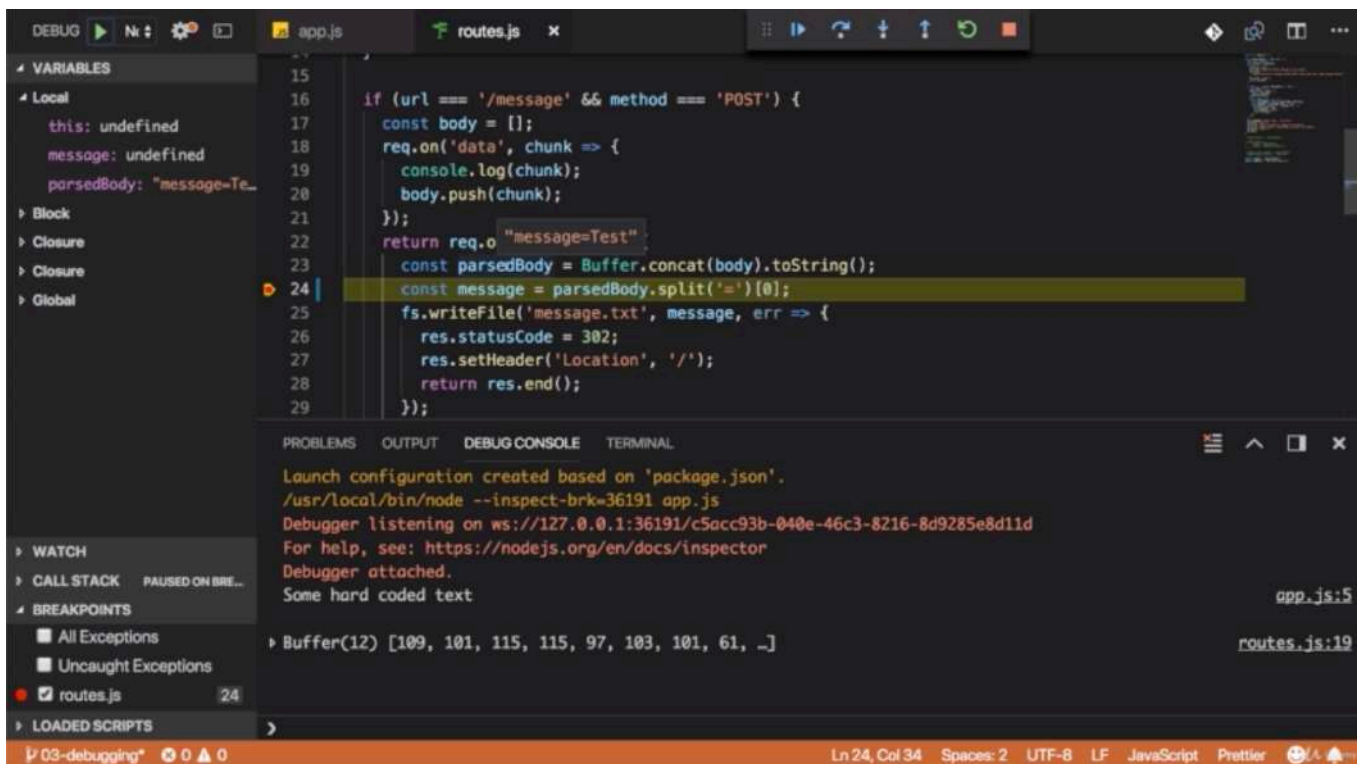 DEBUG
app.js
routes.js ×
VARIABLES
Local
this: undefined
message: undefined
parsedBody: "message=Te…
Block
Closure
Closure
Global
WATCH
CALL STACK PAUSED ON BRE…
BREAKPOINTS
All Exceptions
Uncaught Exceptions
routes.js 24
LOADED SCRIPTS
15
16 if (url === '/message' && method === 'POST') {
17 const body = [];
18 req.on('data', chunk => {
19 console.log(chunk);
20 body.push(chunk);
21 });
"message=Test"
22 return req.o
23 const parsedBody = Buffer.concat(body).toString();
24 const message = parsedBody.split('=')[0];
25 fs.writeFile('message.txt', message, err => {
26 res.statusCode = 302;
27 res.setHeader('Location', '/');
28 return res.end();
29 });
PROBLEMS OUTPUT DEBUG CONSOLE TERMINAL
Launch configuration created based on 'package.json'.
/usr/local/bin/node --inspect-brk=36191 app.js
Debugger listening on ws://127.0.0.1:36191/c5acc93b-040e-46c3-8216-8d9285e8d11d
For help, see: https://nodejs.org/en/docs/inspector
Debugger attached.
Some hard coded text app.js:5
Buffer(12) [109, 101, 115, 115, 97, 103, 101, 61, …] routes.js:19
03-debugging* 0 0
Ln 24, Col 34 Spaces: 2 UTF-8 LF JavaScript Prettier